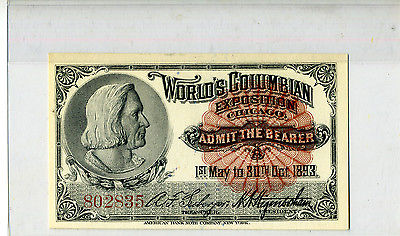 WORLD'S COLUMBIAN
EXPOSITION
CHICAGO.
ADMIT THE BEARER
1ST MAY TO 30TH OCT 1893
802835
TREASURER. PRESIDENT.
AMERICAN BANK NOTE COMPANY, NEW YORK.